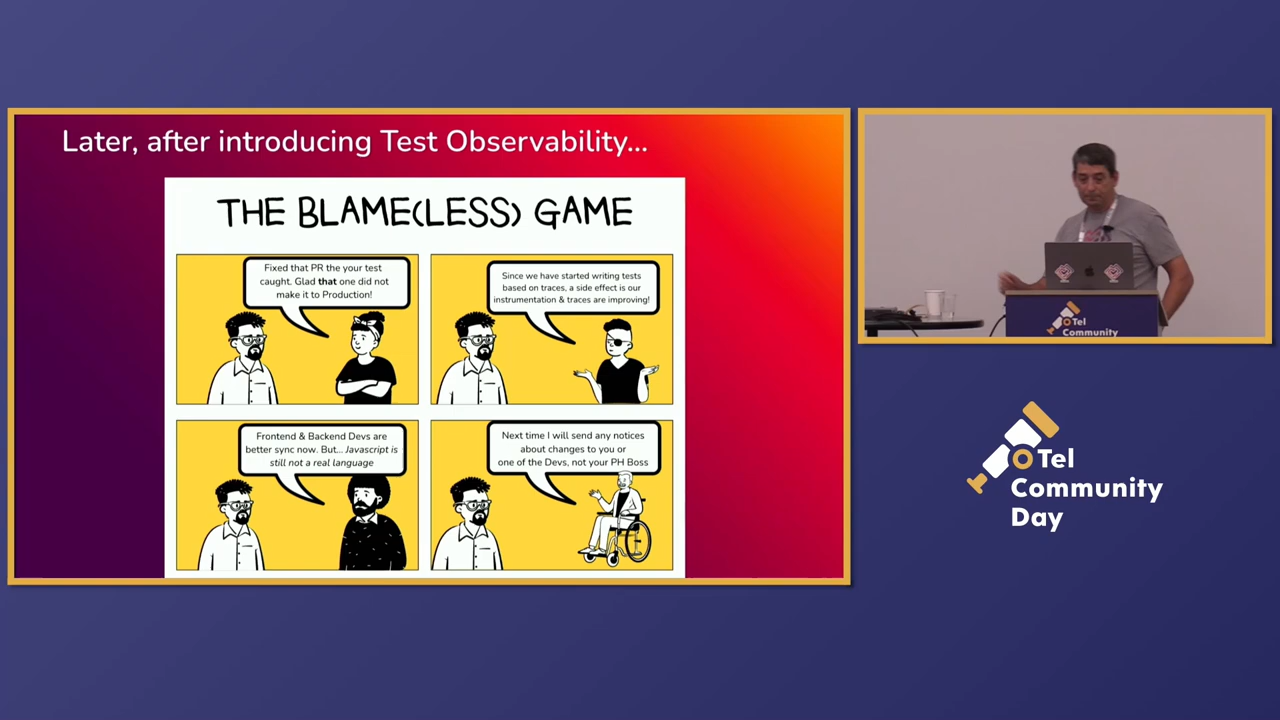 Later, after introducing Test Observability...
THE BLAME(LESS) GAME
Fixed that PR the your test
caught. Glad that one did not
make it to Production!
Since we have started writing tests
based on traces, a side effect is our
instrumentation & traces are improving!
Frontend & Backend Devs are
better sync now. But... Javascript is
still not a real language
Next time I will send any notices
about changes to you or
one of the Devs, not your PH Boss
OTel
Community
OTel
Community
Day